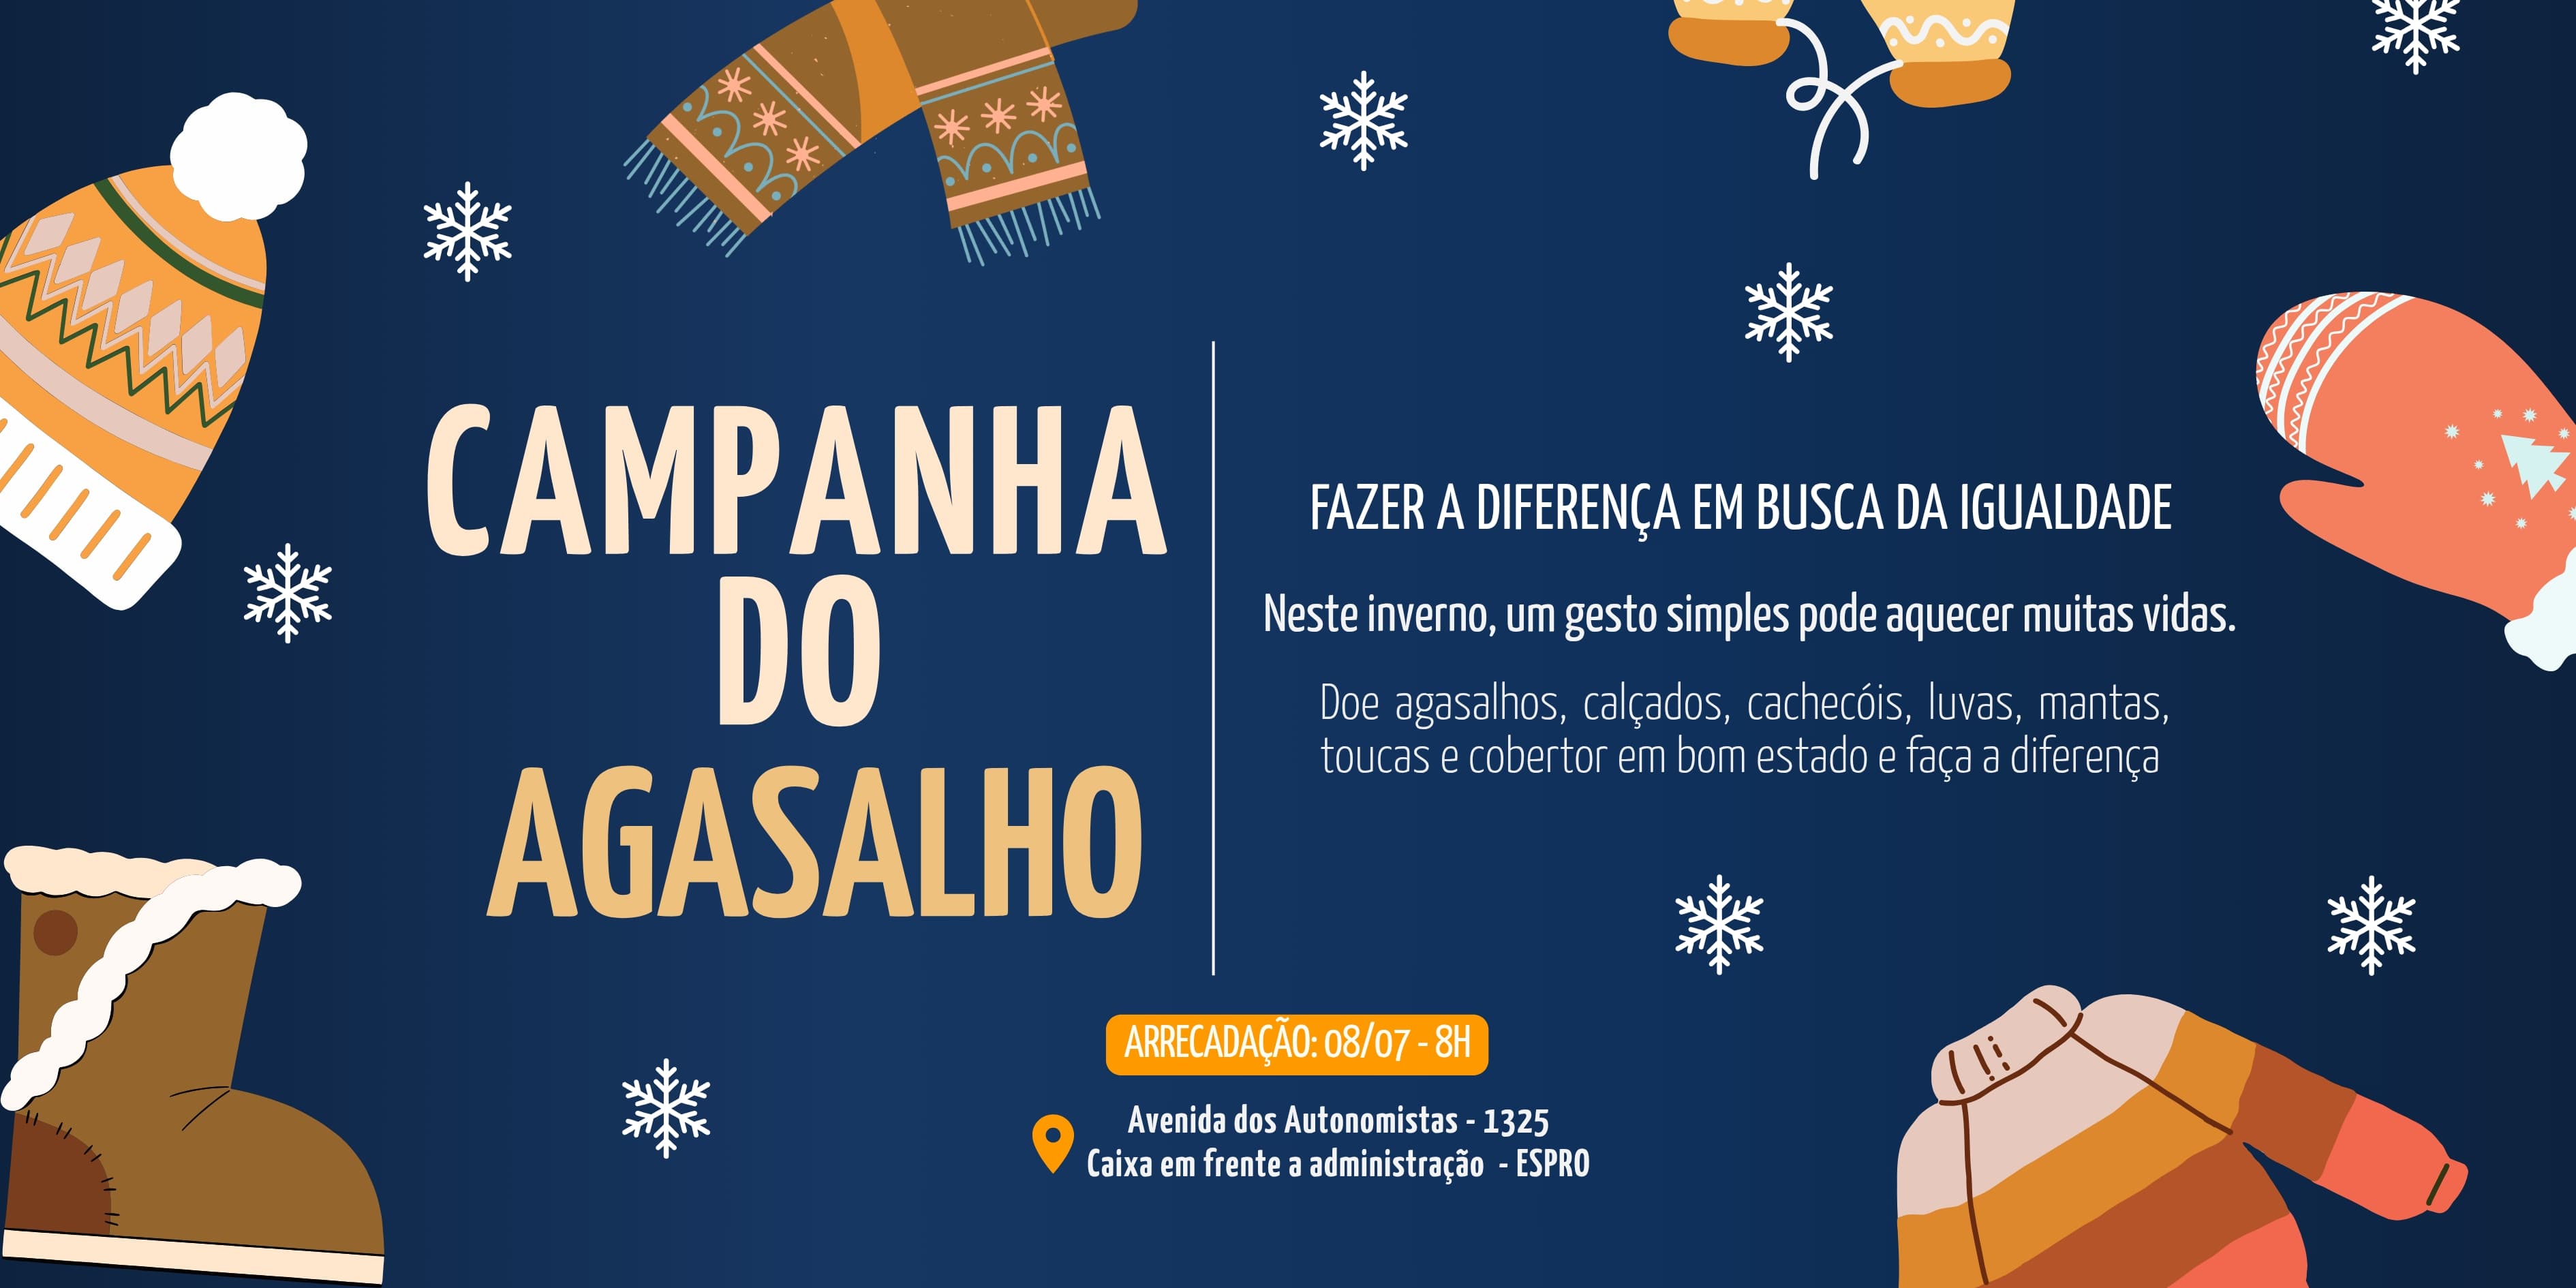 CAMPANHA
DO
AGASALHO
FAZER A DIFERENÇA EM BUSCA DA IGUALDADE
Neste inverno, um gesto simples pode aquecer muitas vidas.
Doe agasalhos, calçados, cachecóis, luvas, mantas,
toucas e cobertor em bom estado e faça a diferença
ARRECADAÇÃO: 08/07 - 8H
Avenida dos Autonomistas - 1325
Caixa em frente a administração - ESPRO